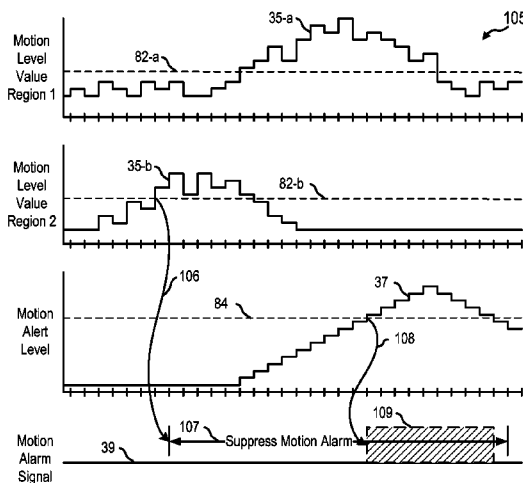 105
Motion
Level
Value
Region 1
82-a
35-a
Motion
Level
Value
Region 2
35-b
82-b
106
Motion
Alert
Level
84
37
108
Motion
Alarm
Signal
39
107
Suppress Motion Alarm
109